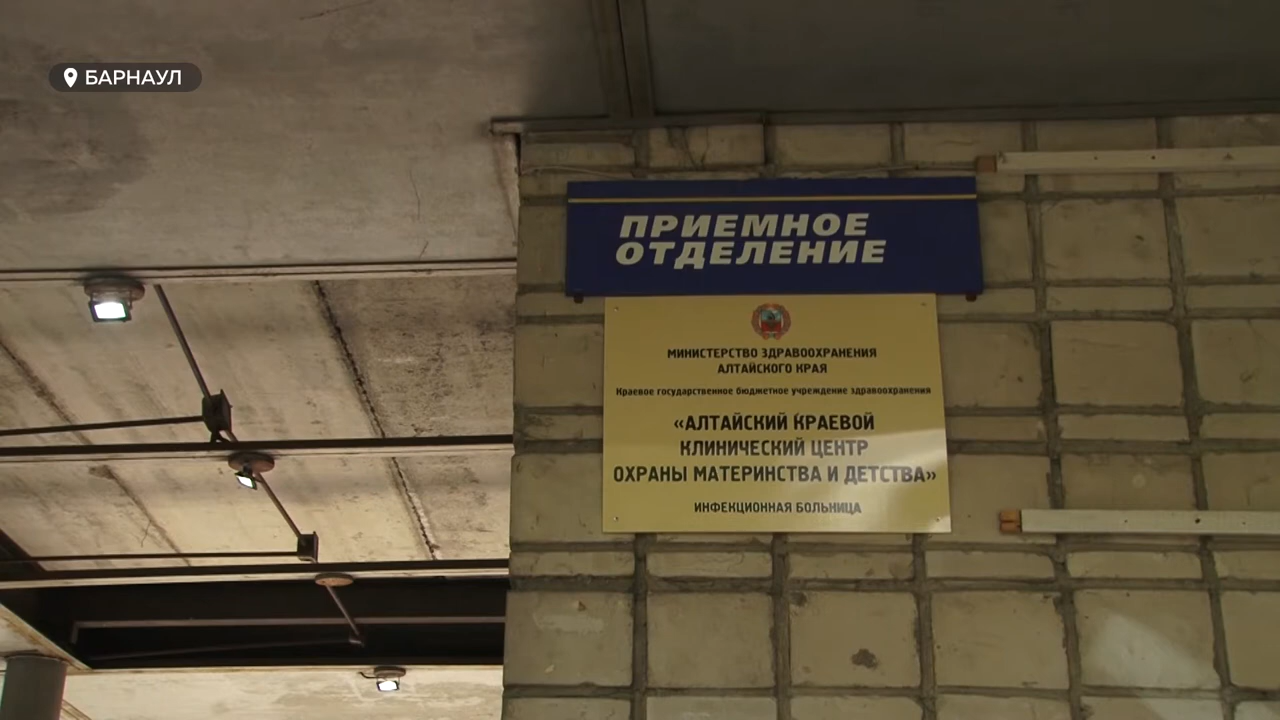 БАРНАУЛ
ПРИЕМНОЕ
ОТДЕЛЕНИЕ
МИНИСТЕРСТВО ЗДРАВООХРАНЕНИЯ
АЛТАЙСКОГО КРАЯ
Краевое государственное бюджетное учреждение здравоохранения
«АЛТАЙСКИЙ КРАЕВОЙ
КЛИНИЧЕСКИЙ ЦЕНТР
ОХРАНЫ МАТЕРИНСТВА И ДЕТСТВА»
ИНФЕКЦИОННАЯ БОЛЬНИЦА